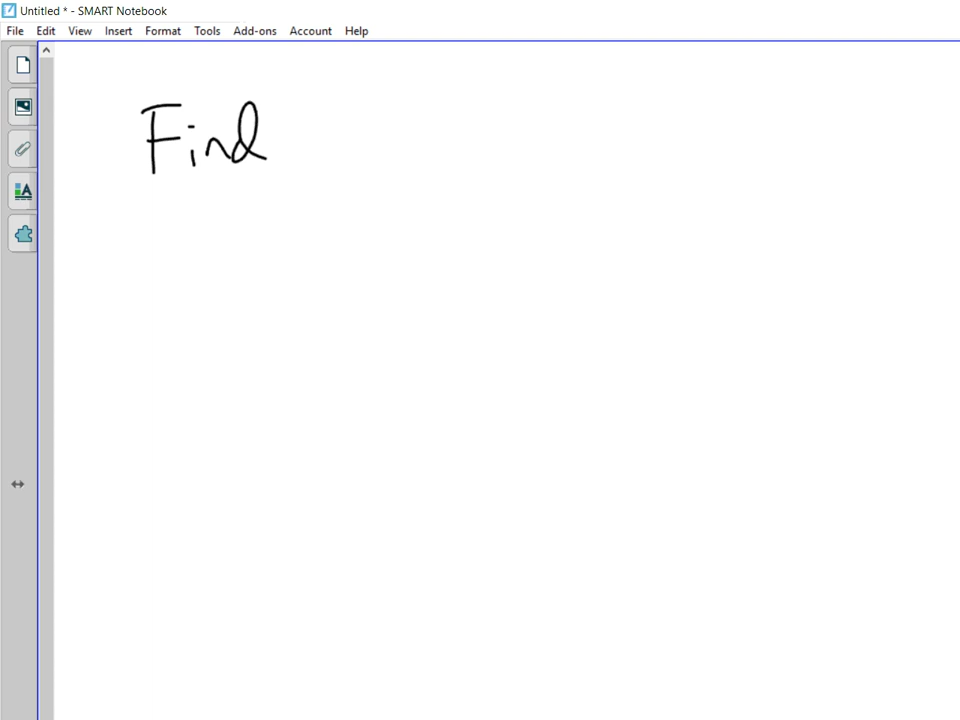 Untitled * - SMART Notebook
File Edit View Insert Format Tools Add-ons Account Help
Find